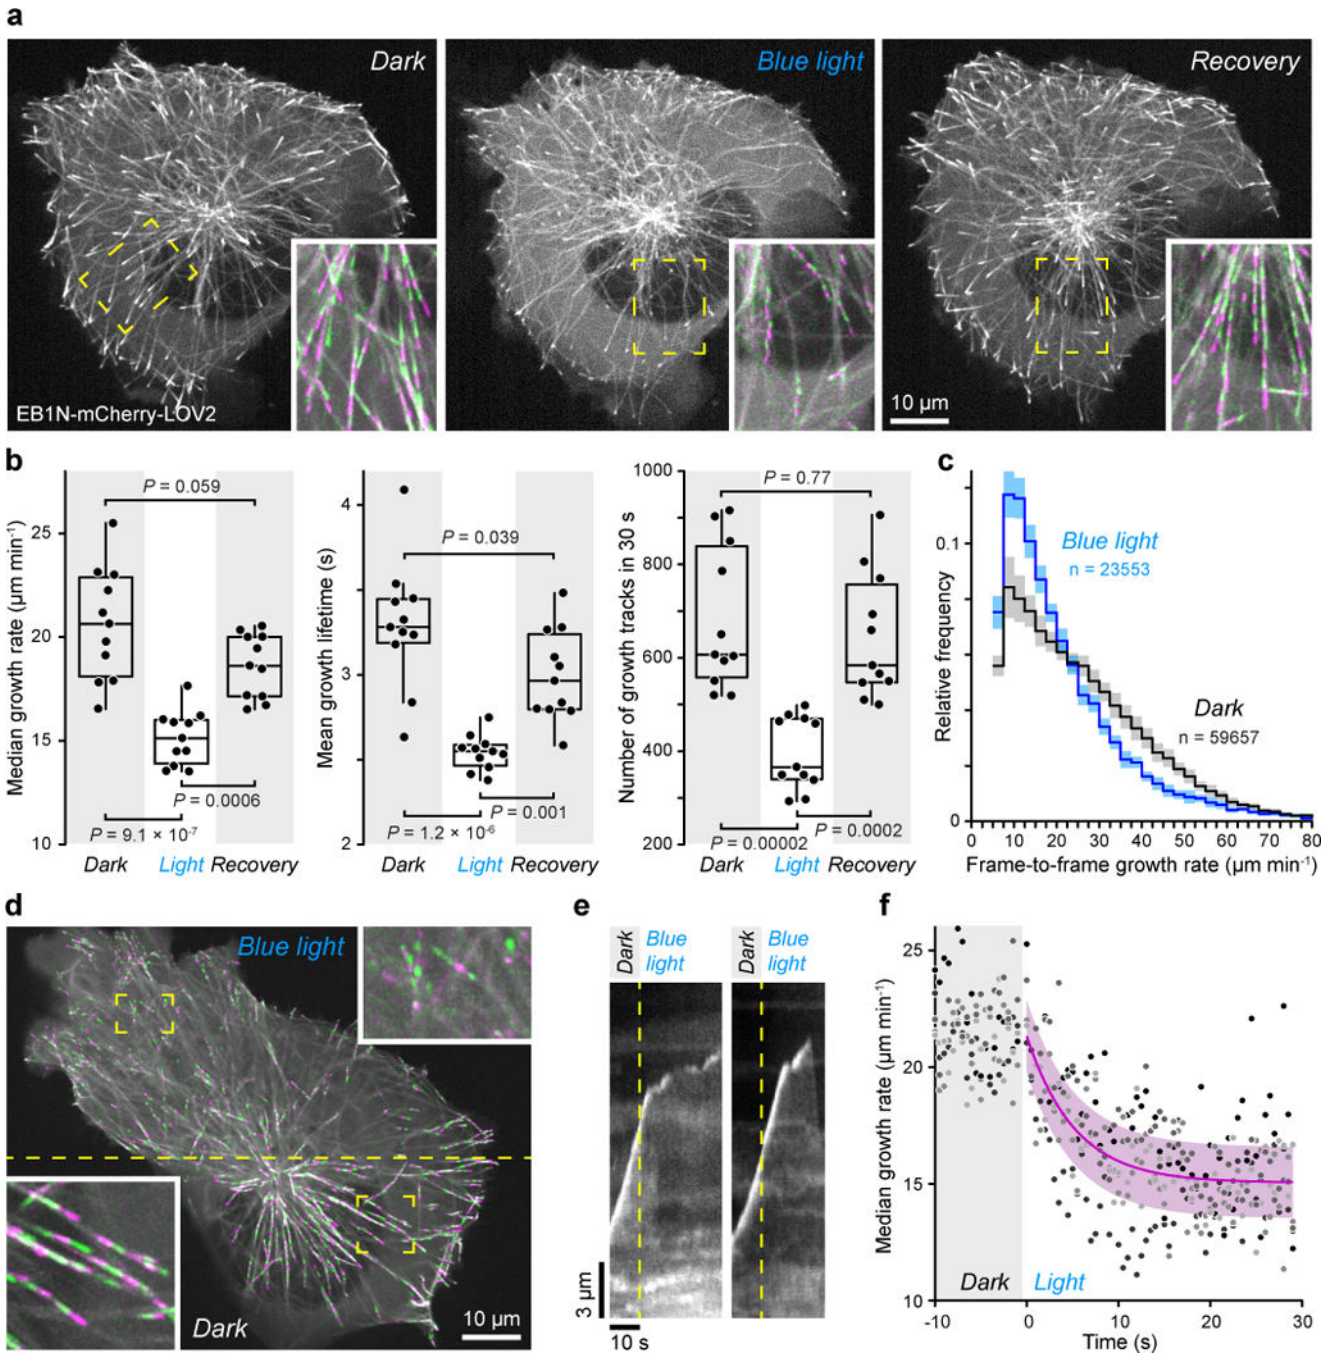 a
Dark
Blue light
Recovery
EB1N-mCherry-LOV2
10 µm
b
Median growth rate (µm min⁻¹)
25
20
15
10
P = 0.059
P = 0.0006
P = 9.1 × 10⁻⁷
Dark
Light
Recovery
Mean growth lifetime (s)
4
3
2
P = 0.039
P = 0.001
P = 1.2 × 10⁻⁶
Dark
Light
Recovery
Number of growth tracks in 30 s
1000
800
600
400
200
P = 0.77
P = 0.0002
P = 0.00002
Dark
Light
Recovery
c
Relative frequency
0.1
0
Blue light
n = 23553
Dark
n = 59657
0 10 20 30 40 50 60 70 80
Frame-to-frame growth rate (µm min⁻¹)
d
Blue light
Dark
10 µm
e
Dark
Blue light
Dark
Blue light
3 µm
10 s
f
Median growth rate (µm min⁻¹)
25
20
15
10
Dark
Light
-10 0 10 20 30
Time (s)